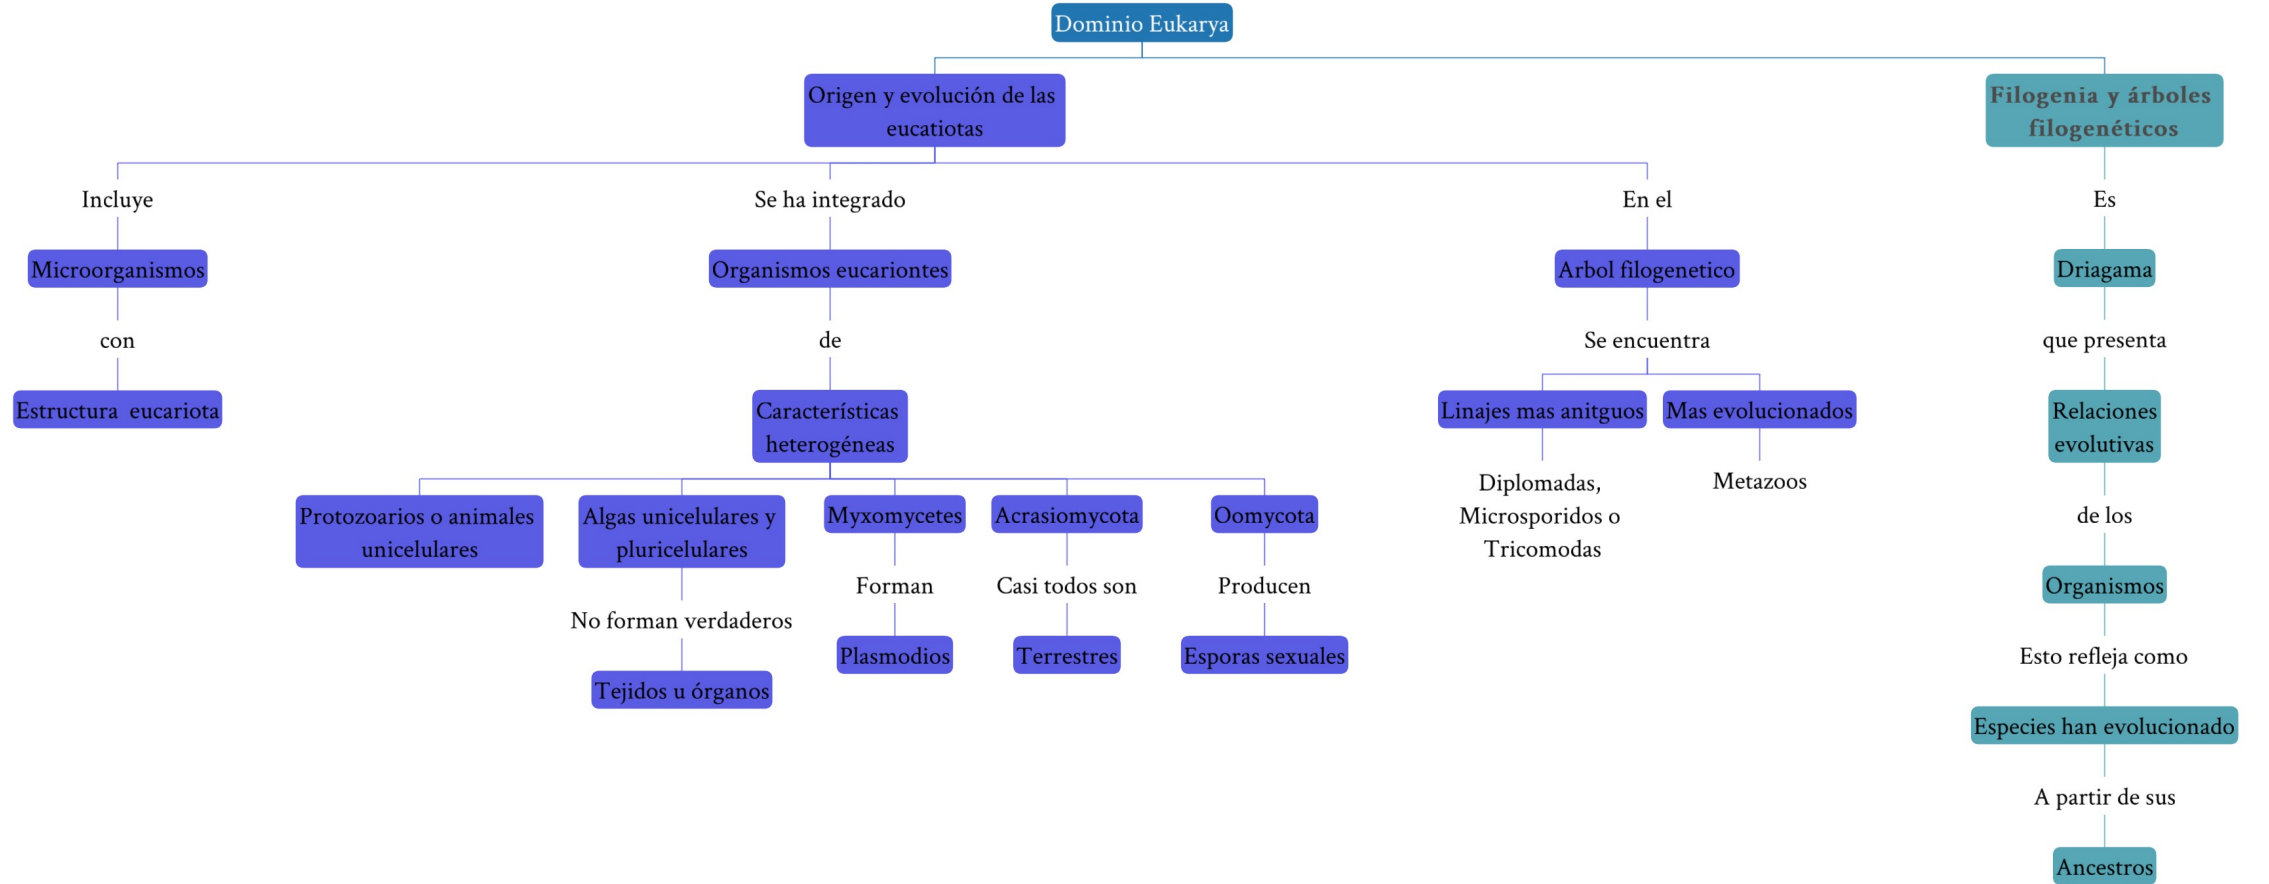 Dominio Eukarya
Origen y evolución de las
eucatiotas
Filogenia y árboles
filogenéticos
Incluye
Se ha integrado
En el
Es
Microorganismos
Organismos eucariontes
Arbol filogenetico
Driagama
con
de
Se encuentra
que presenta
Estructura eucariota
Características
heterogéneas
Linajes mas anitguos
Mas evolucionados
Relaciones
evolutivas
Diplomadas,
Microsporidos o
Tricomodas
Metazoos
Protozoarios o animales
unicelulares
Algas unicelulares y
pluricelulares
Myxomycetes
Acrasiomycota
Oomycota
de los
No forman verdaderos
Forman
Casi todos son
Producen
Organismos
Tejidos u órganos
Plasmodios
Terrestres
Esporas sexuales
Esto refleja como
Especies han evolucionado
A partir de sus
Ancestros